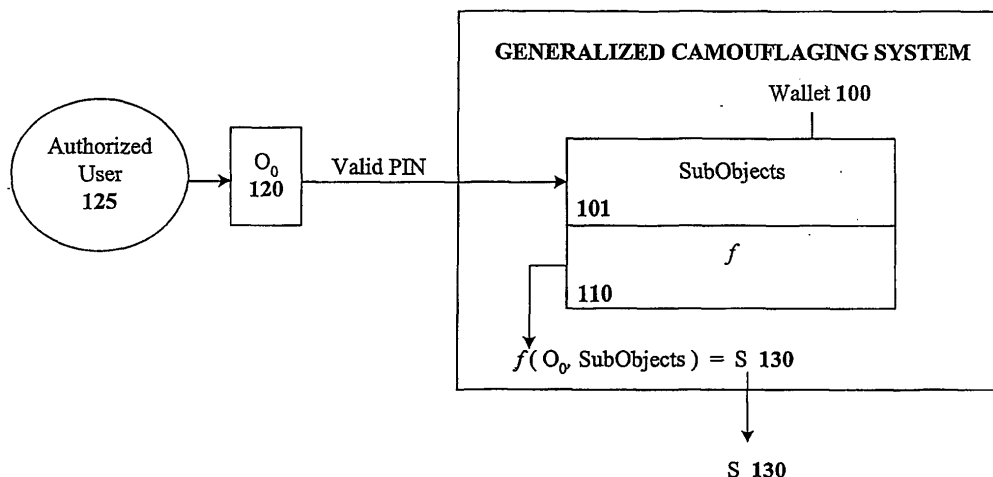 GENERALIZED CAMOUFLAGING SYSTEM
Wallet 100
Authorized
User
125
O₀
120
Valid PIN
SubObjects
101
f
110
f( O₀, SubObjects ) = S 130
S 130